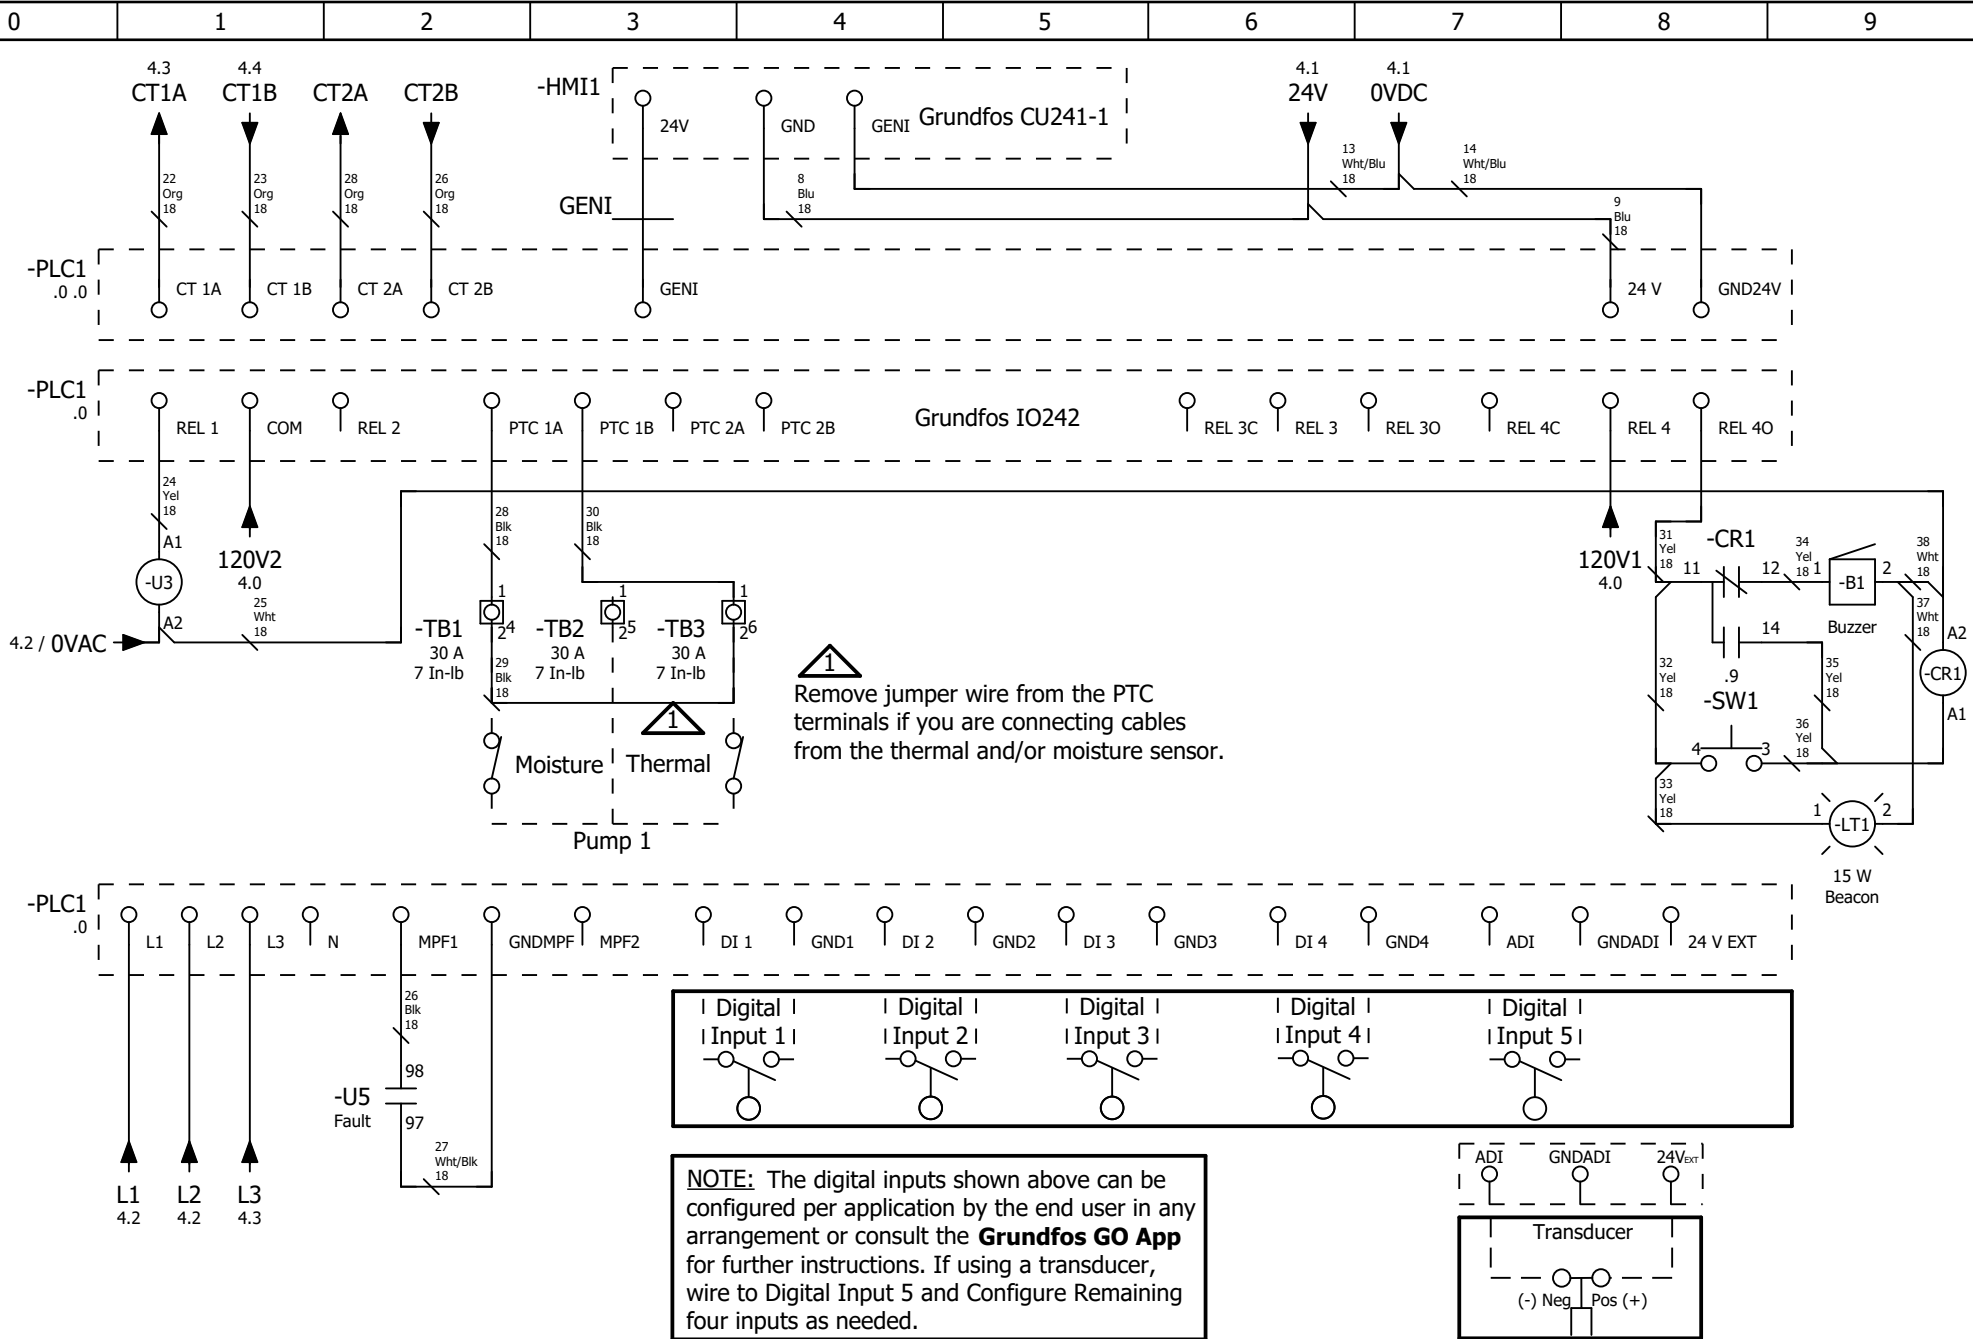 0 1 2 3 4 5 6 7 8 9
4.3 4.4 4.1 4.1
CT1A CT1B CT2A CT2B -HMI1 24V 0VDC
24V GND GENI Grundfos CU241-1
22 23 28 26 8 13 14
Org Org Org Org Blu Wht/Blu Wht/Blu
18 18 18 18 18 18 18
GENI
9
Blu
18
-PLC1
.0 .0
CT 1A CT 1B CT 2A CT 2B GENI 24 V GND24V
-PLC1
.0
REL 1 COM REL 2 PTC 1A PTC 1B PTC 2A PTC 2B Grundfos IO242 REL 3C REL 3 REL 3O REL 4C REL 4 REL 4O
24
Yel
18
A1
-U3
A2
120V2
4.0
25
Wht
18
4.2 / 0VAC
28
Blk
18
30
Blk
18
1 1 1
2 4 2 5 2 6
-TB1 -TB2 -TB3
30 A 30 A 30 A
7 In-lb 7 In-lb 7 In-lb
29
Blk
18
1
Moisture Thermal
Pump 1
1
Remove jumper wire from the PTC
terminals if you are connecting cables
from the thermal and/or moisture sensor.
120V1
4.0
31
Yel
18
-CR1
11 12
34
Yel
18
1 -B1 2
Buzzer
38
Wht
18
37
Wht
18
14
.9
A2
-CR1
A1
32
Yel
18
35
Yel
18
-SW1
4 3
36
Yel
18
33
Yel
18
1 -LT1 2
15 W
Beacon
-PLC1
.0
L1 L2 L3 N MPF1 GNDMPF MPF2 DI 1 GND1 DI 2 GND2 DI 3 GND3 DI 4 GND4 ADI GNDADI 24 V EXT
26
Blk
18
98
-U5
Fault
97
27
Wht/Blk
18
L1 L2 L3
4.2 4.2 4.3
Digital Digital Digital Digital Digital
Input 1 Input 2 Input 3 Input 4 Input 5
NOTE: The digital inputs shown above can be
configured per application by the end user in any
arrangement or consult the Grundfos GO App
for further instructions. If using a transducer,
wire to Digital Input 5 and Configure Remaining
four inputs as needed.
ADI GNDADI 24VEXT
Transducer
(-) Neg Pos (+)